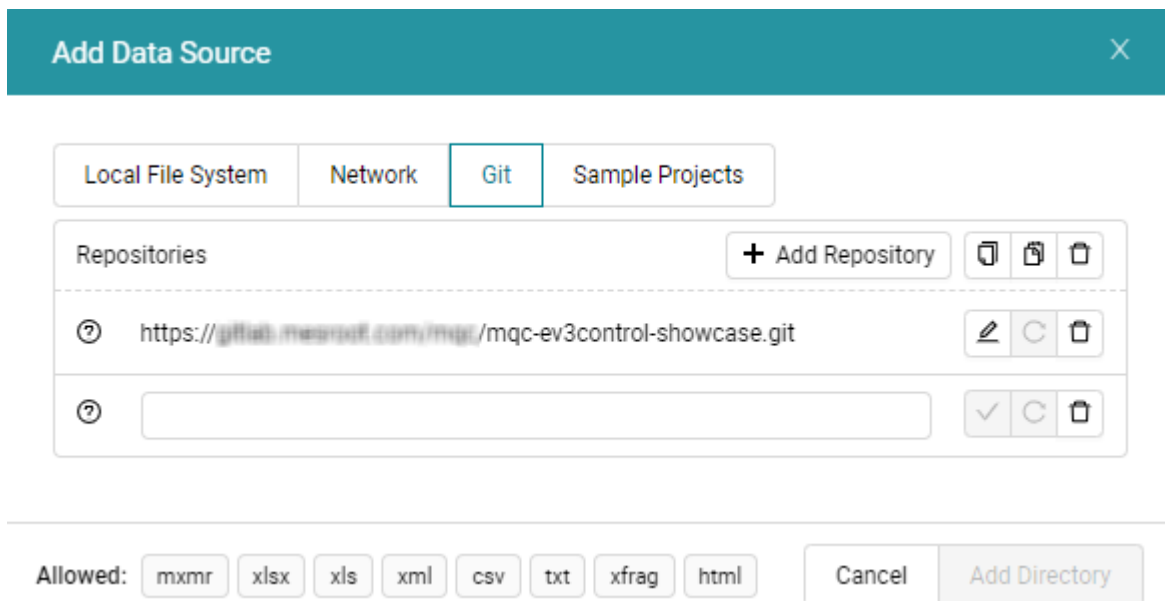 Add Data Source
Local File System Network Git Sample Projects
Repositories + Add Repository
https:// /mqc-ev3control-showcase.git
Allowed: mxmr xlsx xls xml csv txt xfrag html Cancel Add Directory